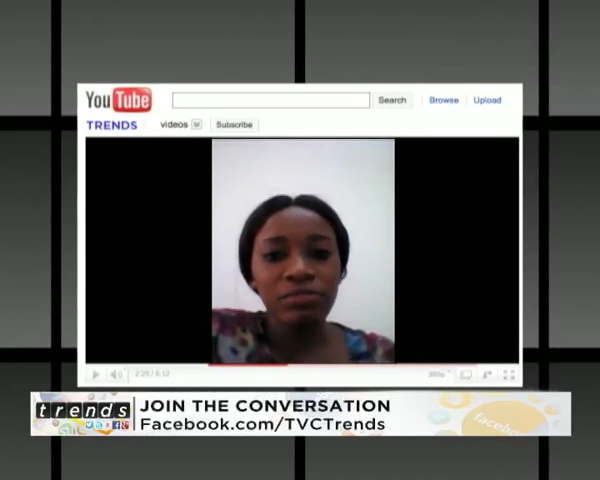 YouTube
Search
Browse
Upload
TRENDS
videos
Subscribe
trends
JOIN THE CONVERSATION
Facebook.com/TVCTrends